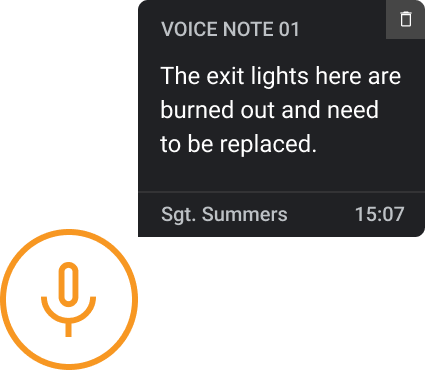 VOICE NOTE 01
The exit lights here are
burned out and need
to be replaced.
Sgt. Summers 15:07